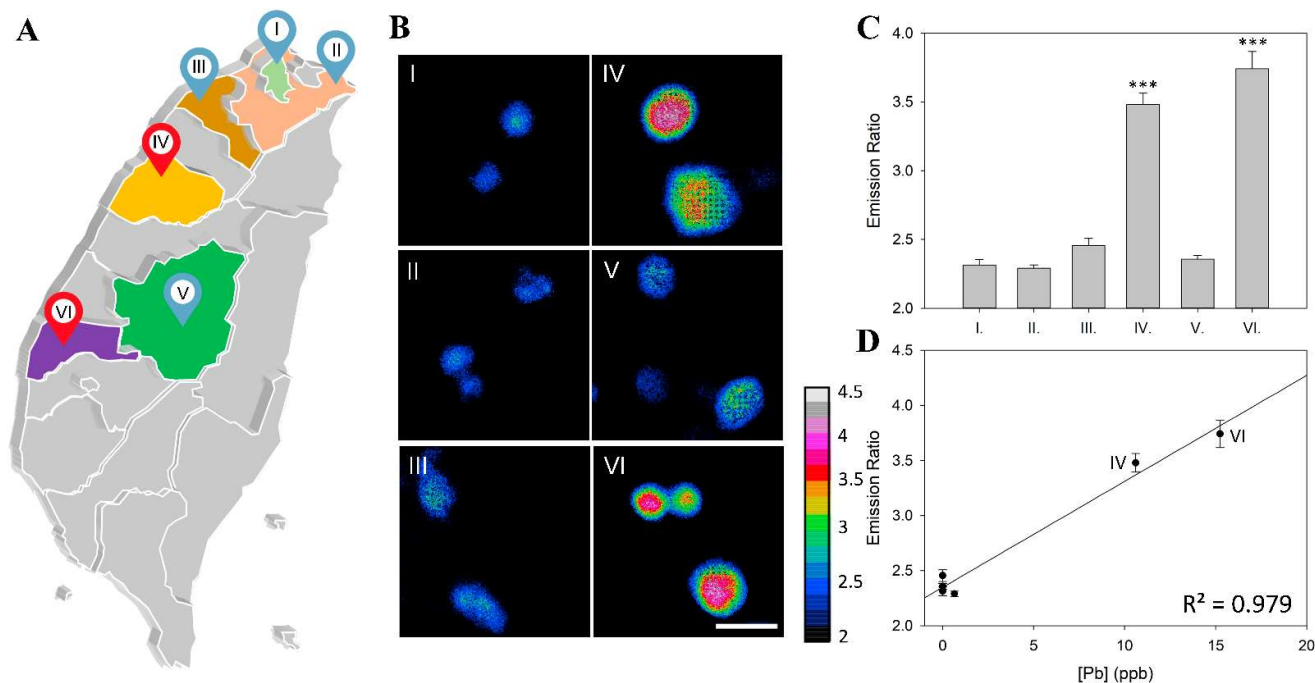 A
I
II
III
IV
V
VI
B
I
IV
II
V
III
VI
4.5
4
3.5
3
2.5
2
C
4.0
3.5
3.0
2.5
2.0
Emission Ratio
***
***
I.
II.
III.
IV.
V.
VI.
D
4.5
4.0
3.5
3.0
2.5
2.0
Emission Ratio
IV
VI
R² = 0.979
0
5
10
15
20
[Pb] (ppb)